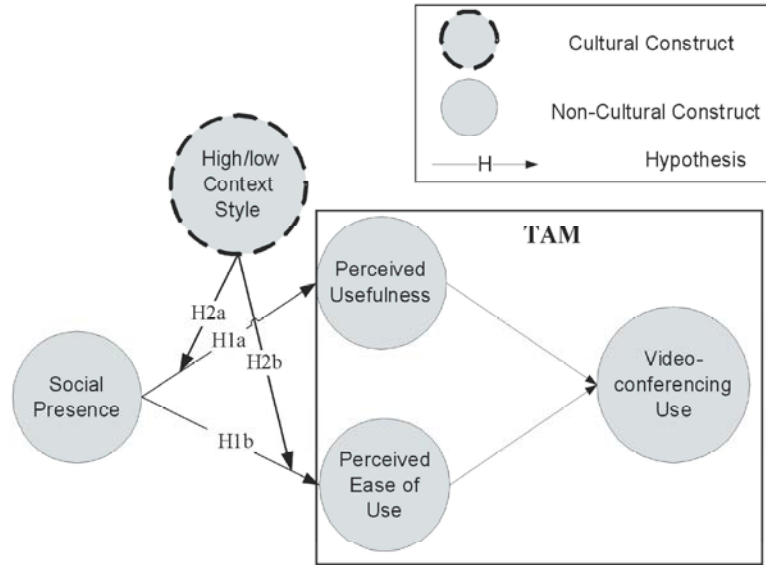 Cultural Construct
Non-Cultural Construct
H
Hypothesis
High/low
Context
Style
TAM
Perceived
Usefulness
H2a
H1a
H2b
Social
Presence
Video-
conferencing
Use
H1b
Perceived
Ease of
Use